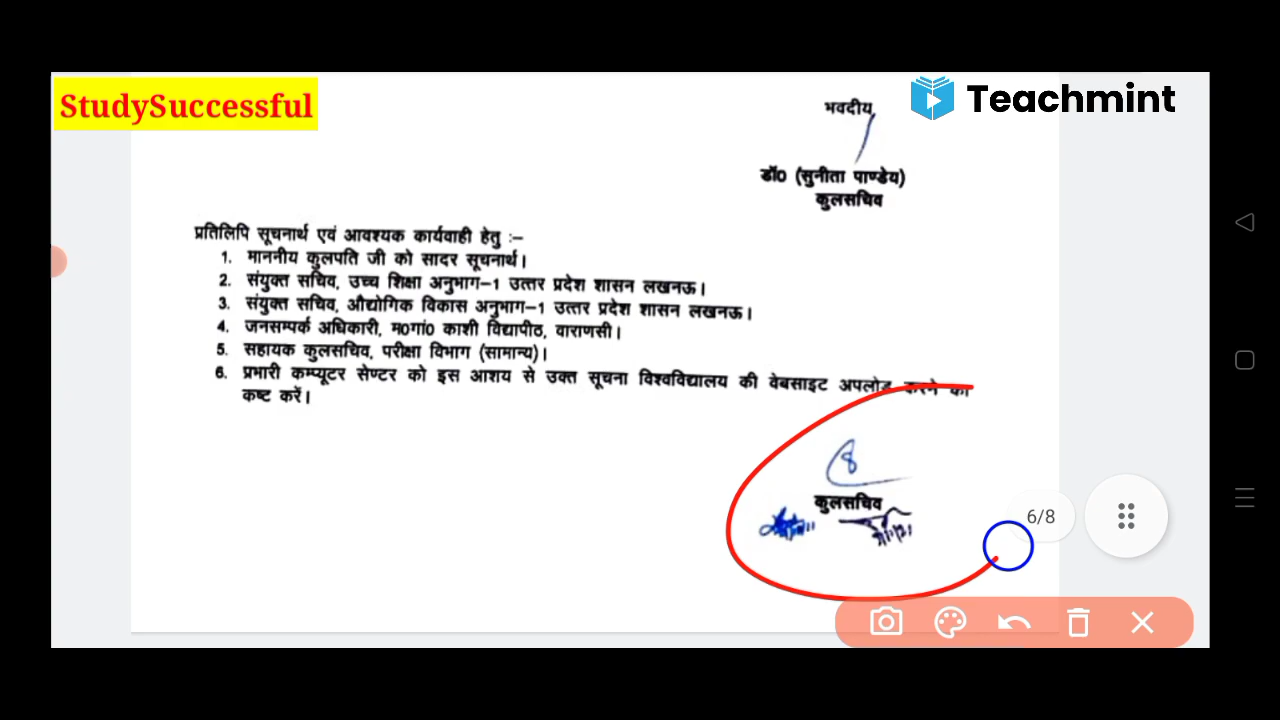 StudySuccessful
Teachmint
भवदीय
डॉ0 (सुनीता पाण्डेय)
कुलसचिव
प्रतिलिपि सूचनार्थ एवं आवश्यक कार्यवाही हेतु :–
1. माननीय कुलपति जी को सादर सूचनार्थ।
2. संयुक्त सचिव, उच्च शिक्षा अनुभाग–1 उत्तर प्रदेश शासन लखनऊ।
3. संयुक्त सचिव, औद्योगिक विकास अनुभाग–1 उत्तर प्रदेश शासन लखनऊ।
4. जनसम्पर्क अधिकारी, म0गां0 काशी विद्यापीठ, वाराणसी।
5. सहायक कुलसचिव, परीक्षा विभाग (सामान्य)।
6. प्रभारी कम्प्यूटर सेण्टर को इस आशय से उक्त सूचना विश्वविद्यालय की वेबसाइट अपलोड करने का
कष्ट करें।
कुलसचिव
6/8